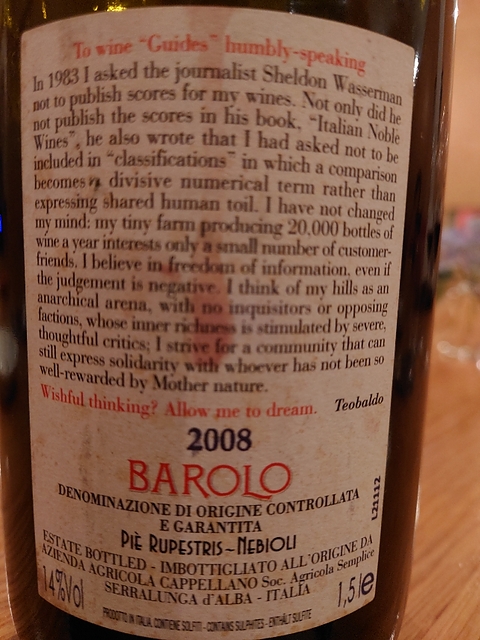 To wine "Guides" humbly-speaking
In 1983 I asked the journalist Sheldon Wasserman
not to publish scores for my wines. Not only did he
not publish the scores in his book, "Italian Noble
Wines", he also wrote that I had asked not to be
included in "classifications" in which a comparison
becomes a divisive numerical term rather than
expressing shared human toil. I have not changed
my mind: my tiny farm producing 20,000 bottles of
wine a year interests only a small number of customer-
friends. I believe in freedom of information, even if
the judgement is negative. I think of my hills as an
anarchical arena, with no inquisitors or opposing
factions, whose inner richness is stimulated by severe,
thoughtful critics; I strive for a community that can
still express solidarity with whoever has not been so
well-rewarded by Mother nature.
Wishful thinking? Allow me to dream. Teobaldo
2008
BAROLO
DENOMINAZIONE DI ORIGINE CONTROLLATA
E GARANTITA
PIÈ RUPESTRIS~NEBIOLI
ESTATE BOTTLED - IMBOTTIGLIATO ALL'ORIGINE DA
AZIENDA AGRICOLA CAPPELLANO Soc. Agricola Semplice
14%Vol SERRALUNGA d'ALBA - ITALIA 1,5 l e
PRODOTTO IN ITALIA, CONTIENE SOLFITI - CONTAINS SULPHITES - ENTHÄLT SULFITE
L21112